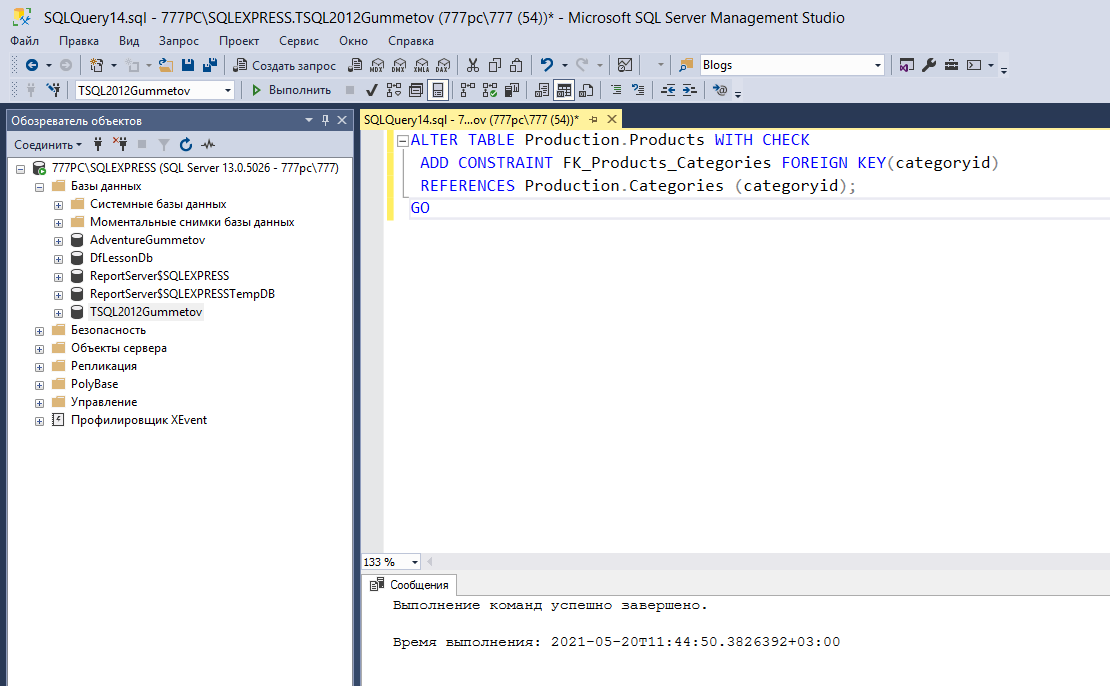 SQLQuery14.sql - 777PC\SQLEXPRESS.TSQL2012Gummetov (777pc\777 (54))* - Microsoft SQL Server Management Studio
Файл Правка Вид Запрос Проект Сервис Окно Справка
Создать запрос MDX DMX XMLA DAX Blogs
TSQL2012Gummetov Выполнить
Обозреватель объектов
SQLQuery14.sql - 7...ov (777pc\777 (54))*
Соединить
777PC\SQLEXPRESS (SQL Server 13.0.5026 - 777pc\777)
Базы данных
Системные базы данных
Моментальные снимки базы данных
AdventureGummetov
DfLessonDb
ReportServer$SQLEXPRESS
ReportServer$SQLEXPRESSTempDB
TSQL2012Gummetov
Безопасность
Объекты сервера
Репликация
PolyBase
Управление
Профилировщик XEvent
ALTER TABLE Production.Products WITH CHECK
ADD CONSTRAINT FK_Products_Categories FOREIGN KEY(categoryid)
REFERENCES Production.Categories (categoryid);
GO
133 %
Сообщения
Выполнение команд успешно завершено.
Время выполнения: 2021-05-20T11:44:50.3826392+03:00